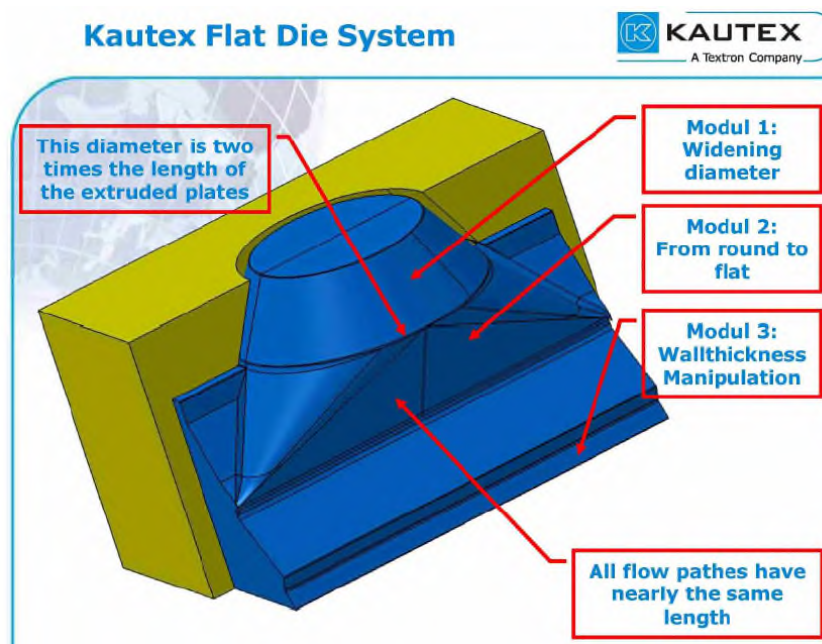 Kautex Flat Die System
K KAUTEX
A Textron Company
This diameter is two
times the length of
the extruded plates
Modul 1:
Widening
diameter
Modul 2:
From round to
flat
Modul 3:
Wallthickness
Manipulation
All flow pathes have
nearly the same
length